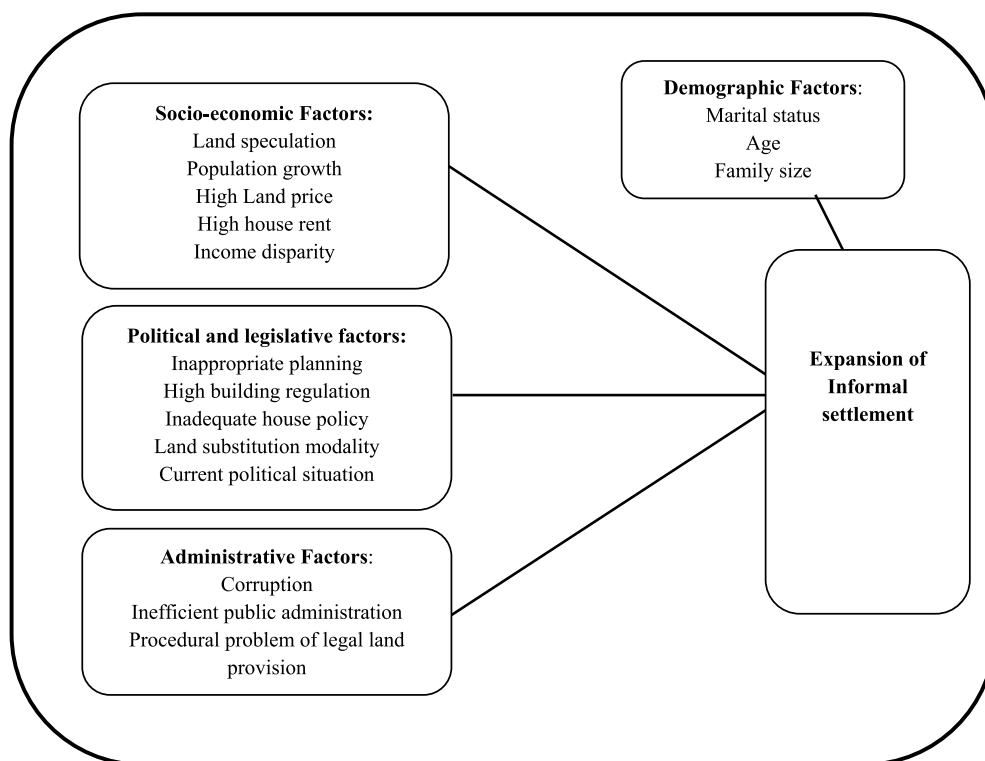 Socio-economic Factors:
Land speculation
Population growth
High Land price
High house rent
Income disparity
Demographic Factors:
Marital status
Age
Family size
Political and legislative factors:
Inappropriate planning
High building regulation
Inadequate house policy
Land substitution modality
Current political situation
Expansion of
Informal
settlement
Administrative Factors:
Corruption
Inefficient public administration
Procedural problem of legal land
provision